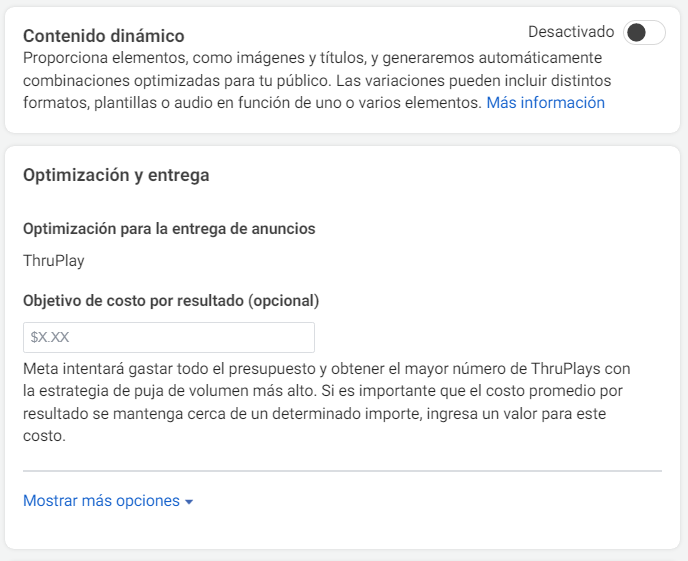 Contenido dinámico
Desactivado
Proporciona elementos, como imágenes y títulos, y generaremos automáticamente
combinaciones optimizadas para tu público. Las variaciones pueden incluir distintos
formatos, plantillas o audio en función de uno o varios elementos. Más información
Optimización y entrega
Optimización para la entrega de anuncios
ThruPlay
Objetivo de costo por resultado (opcional)
$X.XX
Meta intentará gastar todo el presupuesto y obtener el mayor número de ThruPlays con
la estrategia de puja de volumen más alto. Si es importante que el costo promedio por
resultado se mantenga cerca de un determinado importe, ingresa un valor para este
costo.
Mostrar más opciones